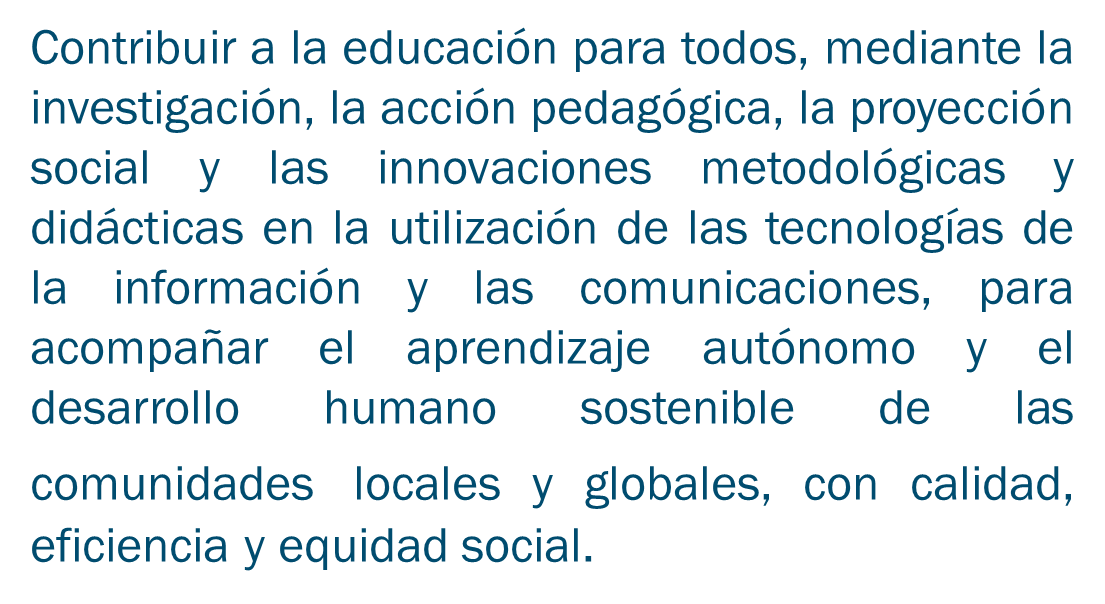 Contribuir a la educación para todos, mediante la
investigación, la acción pedagógica, la proyección
social y las innovaciones metodológicas y
didácticas en la utilización de las tecnologías de
la información y las comunicaciones, para
acompañar el aprendizaje autónomo y el
desarrollo humano sostenible de las
comunidades locales y globales, con calidad,
eficiencia y equidad social.